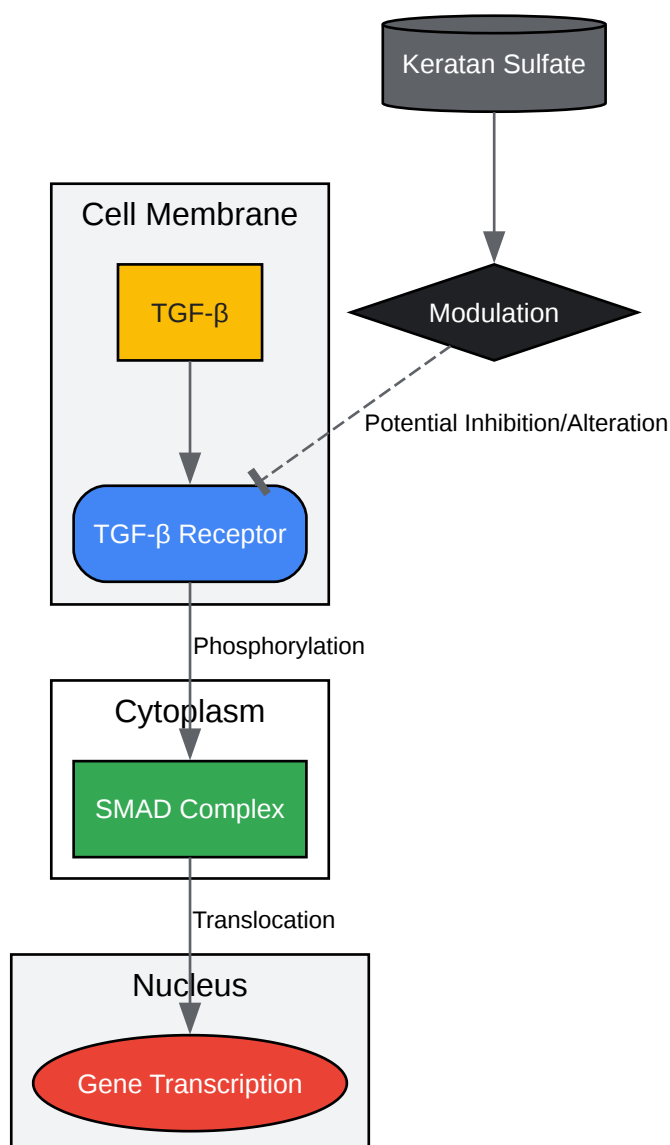 Keratan Sulfate
Cell Membrane
TGF-β
Modulation
Potential Inhibition/Alteration
TGF-β Receptor
Phosphorylation
Cytoplasm
SMAD Complex
Translocation
Nucleus
Gene Transcription